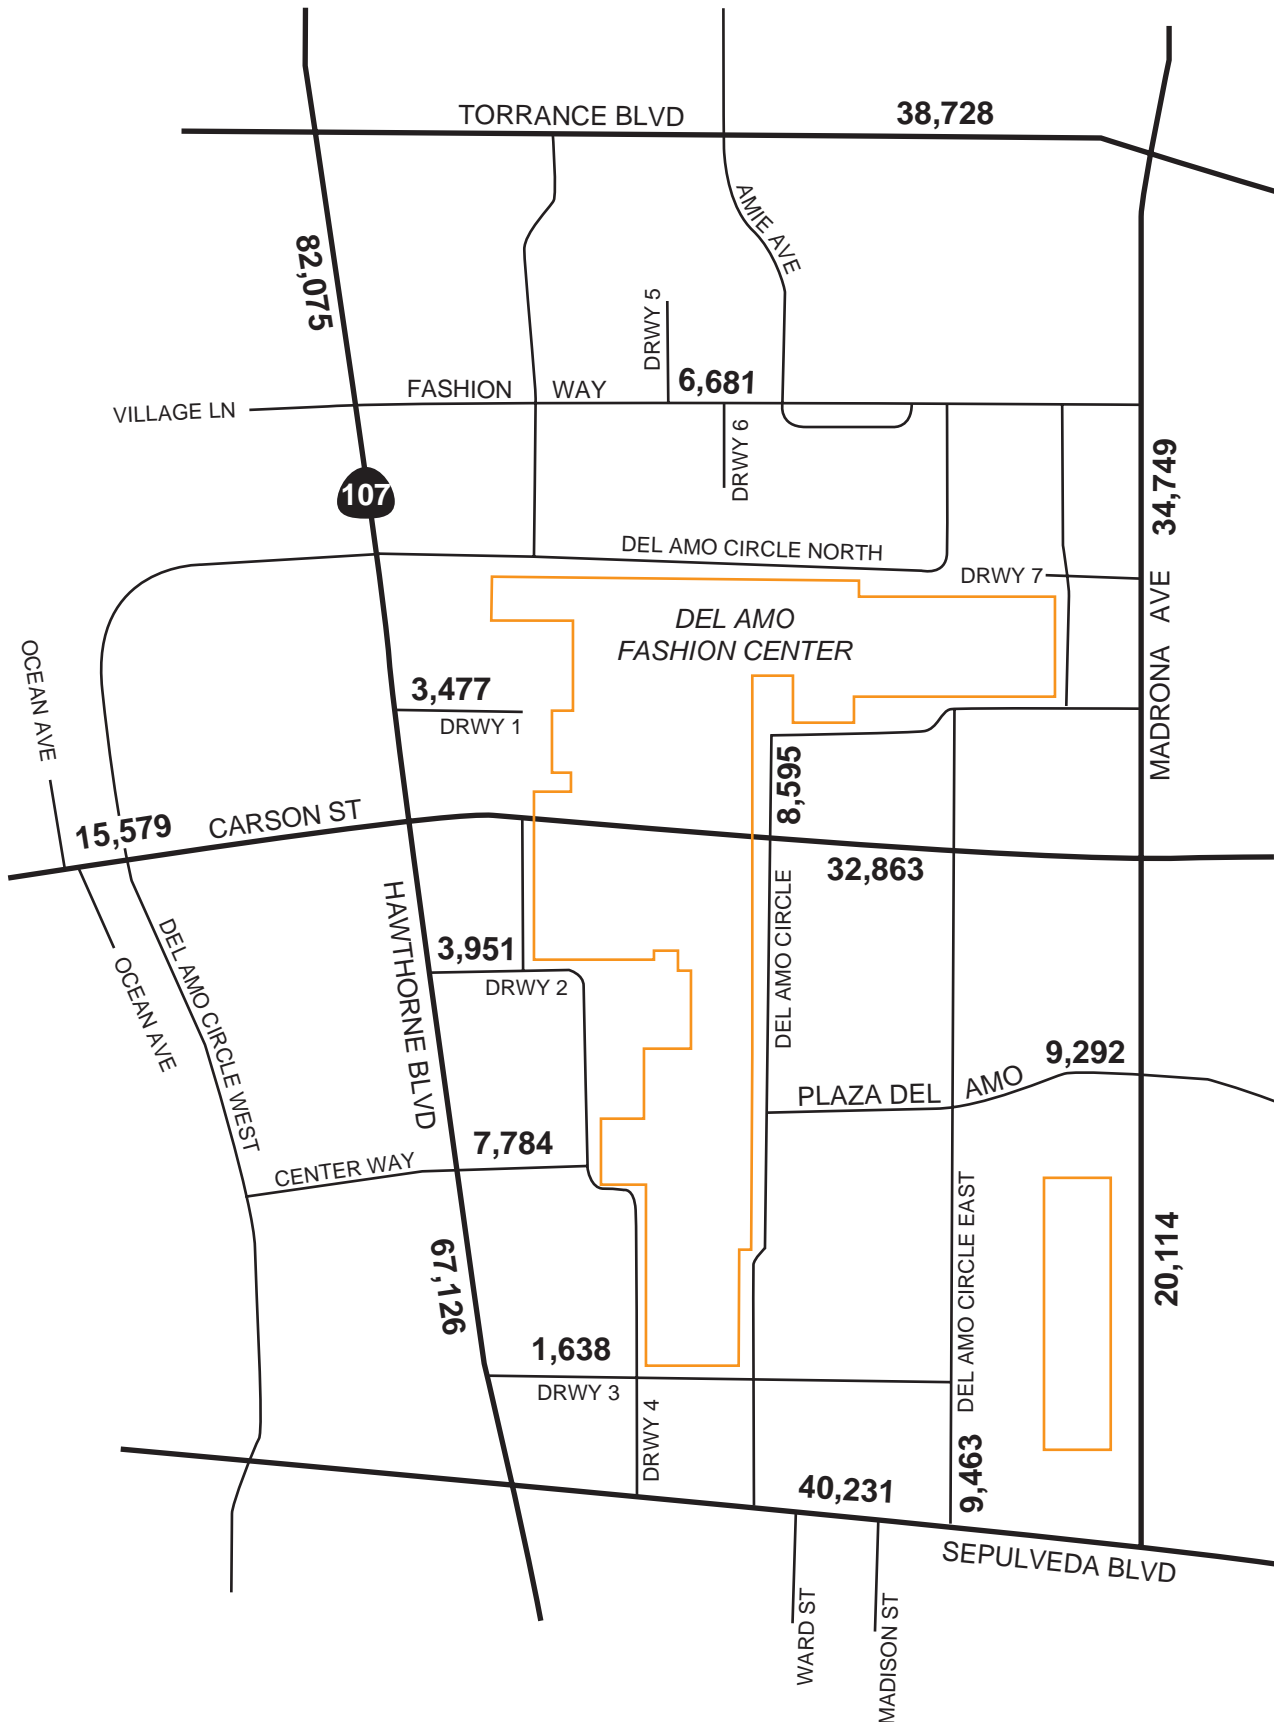 TORRANCE BLVD
38,728
AMIE AVE
82,075
DRWY 5
6,681
FASHION WAY
VILLAGE LN
DRWY 6
107
34,749
DEL AMO CIRCLE NORTH
DRWY 7
DEL AMO
FASHION CENTER
OCEAN AVE
3,477
DRWY 1
MADRONA AVE
8,595
15,579
CARSON ST
32,863
DEL AMO CIRCLE
HAWTHORNE BLVD
3,951
DRWY 2
DEL AMO CIRCLE WEST
OCEAN AVE
9,292
PLAZA DEL AMO
7,784
CENTER WAY
DEL AMO CIRCLE EAST
20,114
67,126
1,638
DRWY 3
DRWY 4
9,463
40,231
SEPULVEDA BLVD
WARD ST
MADISON ST